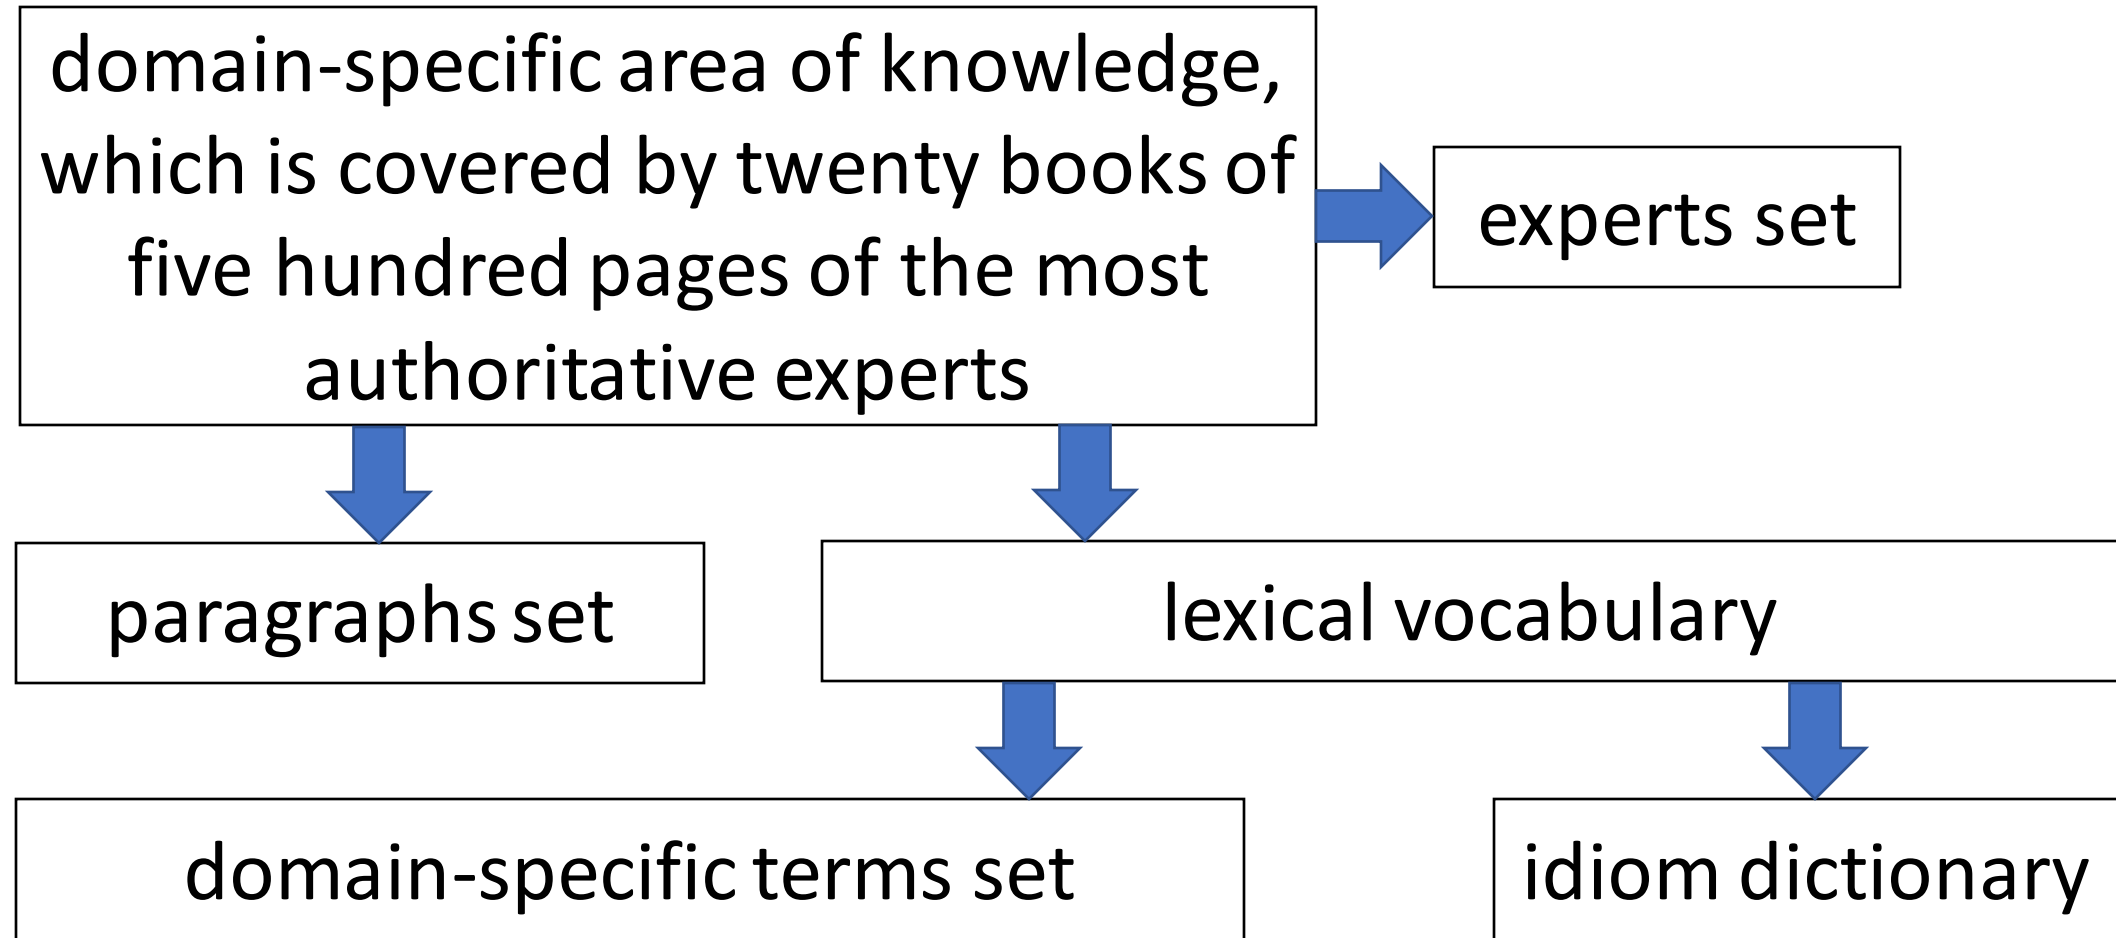 domain-specific area of knowledge,
which is covered by twenty books of
five hundred pages of the most
authoritative experts
experts set
paragraphs set
lexical vocabulary
domain-specific terms set
idiom dictionary